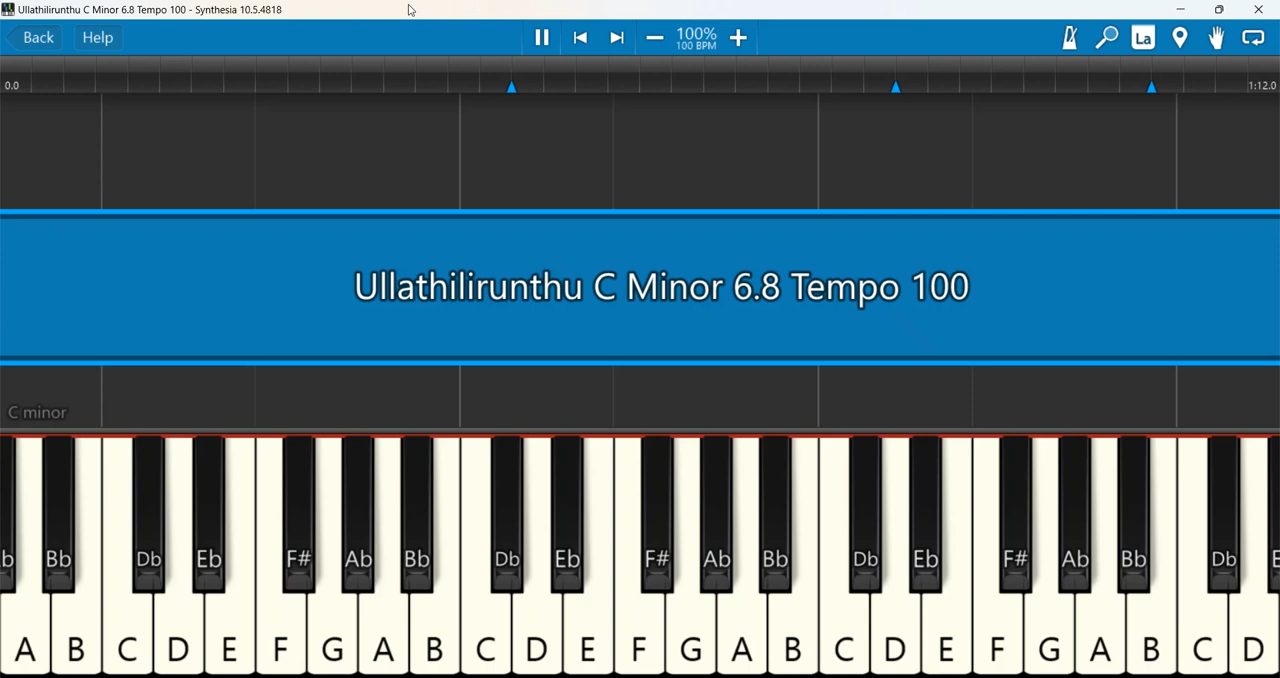 Ullathilirunthu C Minor 6.8 Tempo 100 - Synthesia 10.5.4818
Back Help 100% La
100 BPM
0.0 1:12.0
Ullathilirunthu C Minor 6.8 Tempo 100
C minor
b Bb Db Eb F# Ab Bb Db Eb F# Ab Bb Db Eb F# Ab Bb Db E
A B C D E F G A B C D E F G A B C D E F G A B C D